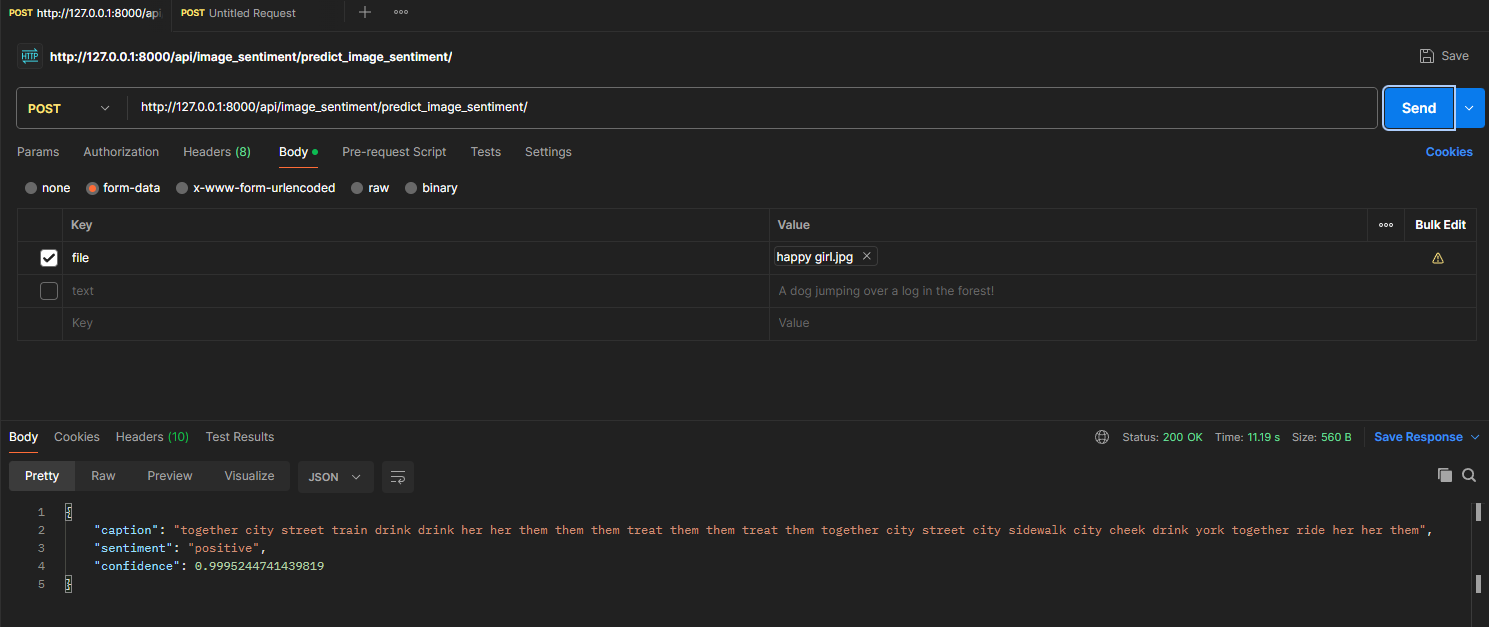 POST http://127.0.0.1:8000/api
POST Untitled Request
HTTP http://127.0.0.1:8000/api/image_sentiment/predict_image_sentiment/
Save
POST http://127.0.0.1:8000/api/image_sentiment/predict_image_sentiment/ Send
Params Authorization Headers (8) Body Pre-request Script Tests Settings Cookies
none form-data x-www-form-urlencoded raw binary
Key Value Bulk Edit
file happy girl.jpg
text A dog jumping over a log in the forest!
Key Value
Body Cookies Headers (10) Test Results Status: 200 OK Time: 11.19 s Size: 560 B Save Response
Pretty Raw Preview Visualize JSON
1 {
2 "caption": "together city street train drink drink her her them them them treat them them treat them together city street city sidewalk city cheek drink york together ride her her them",
3 "sentiment": "positive",
4 "confidence": 0.9995244741439819
5 }